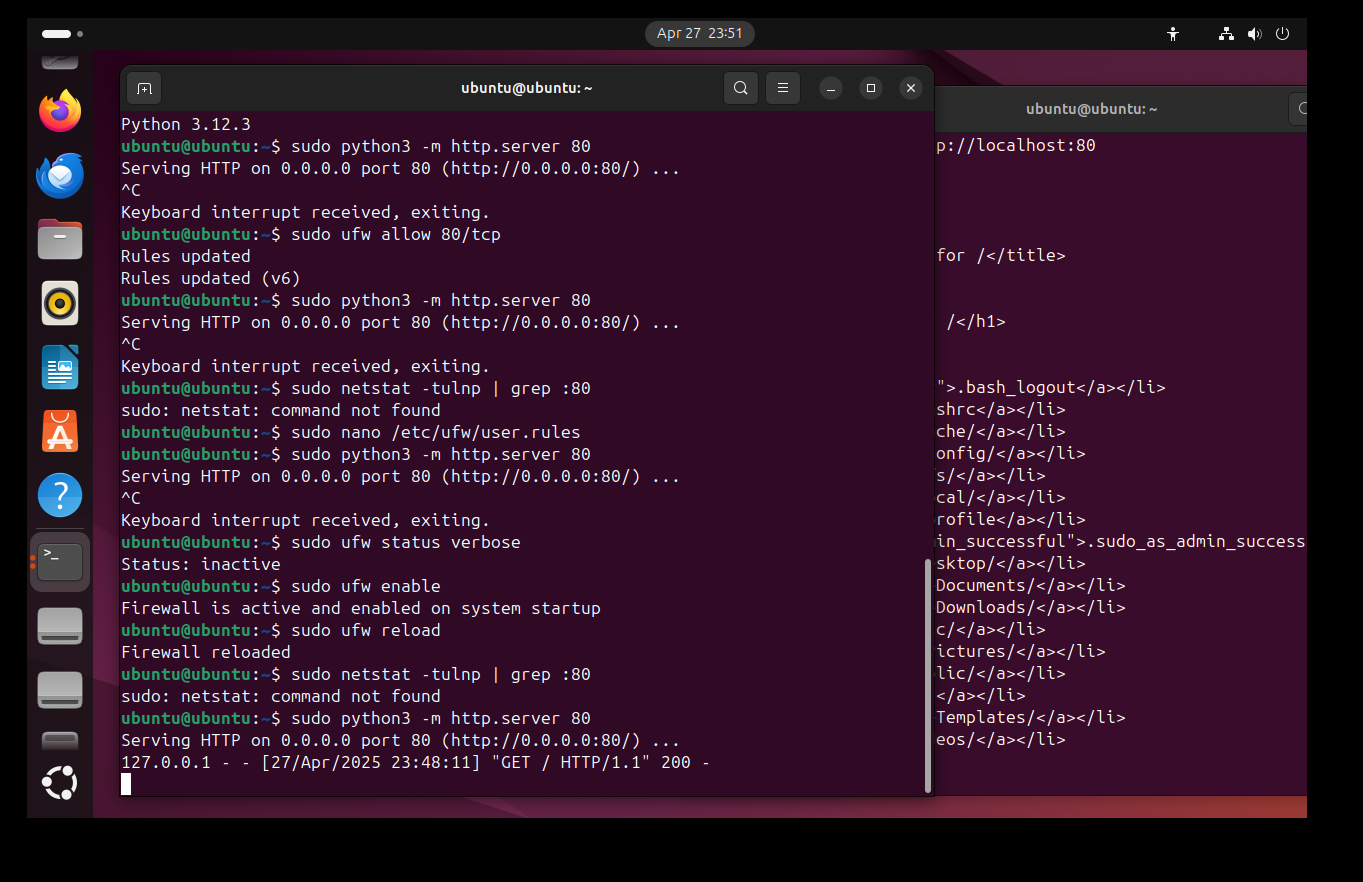 Apr 27 23:51
ubuntu@ubuntu: ~
Python 3.12.3
ubuntu@ubuntu:~$ sudo python3 -m http.server 80
Serving HTTP on 0.0.0.0 port 80 (http://0.0.0.0:80/) ...
^C
Keyboard interrupt received, exiting.
ubuntu@ubuntu:~$ sudo ufw allow 80/tcp
Rules updated
Rules updated (v6)
ubuntu@ubuntu:~$ sudo python3 -m http.server 80
Serving HTTP on 0.0.0.0 port 80 (http://0.0.0.0:80/) ...
^C
Keyboard interrupt received, exiting.
ubuntu@ubuntu:~$ sudo netstat -tulnp | grep :80
sudo: netstat: command not found
ubuntu@ubuntu:~$ sudo nano /etc/ufw/user.rules
ubuntu@ubuntu:~$ sudo python3 -m http.server 80
Serving HTTP on 0.0.0.0 port 80 (http://0.0.0.0:80/) ...
^C
Keyboard interrupt received, exiting.
ubuntu@ubuntu:~$ sudo ufw status verbose
Status: inactive
ubuntu@ubuntu:~$ sudo ufw enable
Firewall is active and enabled on system startup
ubuntu@ubuntu:~$ sudo ufw reload
Firewall reloaded
ubuntu@ubuntu:~$ sudo netstat -tulnp | grep :80
sudo: netstat: command not found
ubuntu@ubuntu:~$ sudo python3 -m http.server 80
Serving HTTP on 0.0.0.0 port 80 (http://0.0.0.0:80/) ...
127.0.0.1 - - [27/Apr/2025 23:48:11] "GET / HTTP/1.1" 200 -
ubuntu@ubuntu: ~
p://localhost:80
for /</title>
/</h1>
">.bash_logout</a></li>
shrc</a></li>
che/</a></li>
onfig/</a></li>
s/</a></li>
ocal/</a></li>
rofile</a></li>
in_successful">.sudo_as_admin_success
sktop/</a></li>
Documents/</a></li>
Downloads/</a></li>
c/</a></li>
ictures/</a></li>
lic/</a></li>
</a></li>
Templates/</a></li>
eos/</a></li>